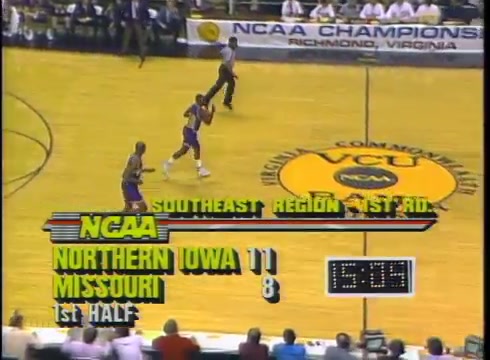 NCAA CHAMPIONS
RICHMOND, VIRGINIA
VIRGINIA COMMONWEALTH
VCU
NCAA
SOUTHEAST REGION - 1ST RD.
NCAA
NORTHERN IOWA 11
MISSOURI 8
1st HALF
15:05